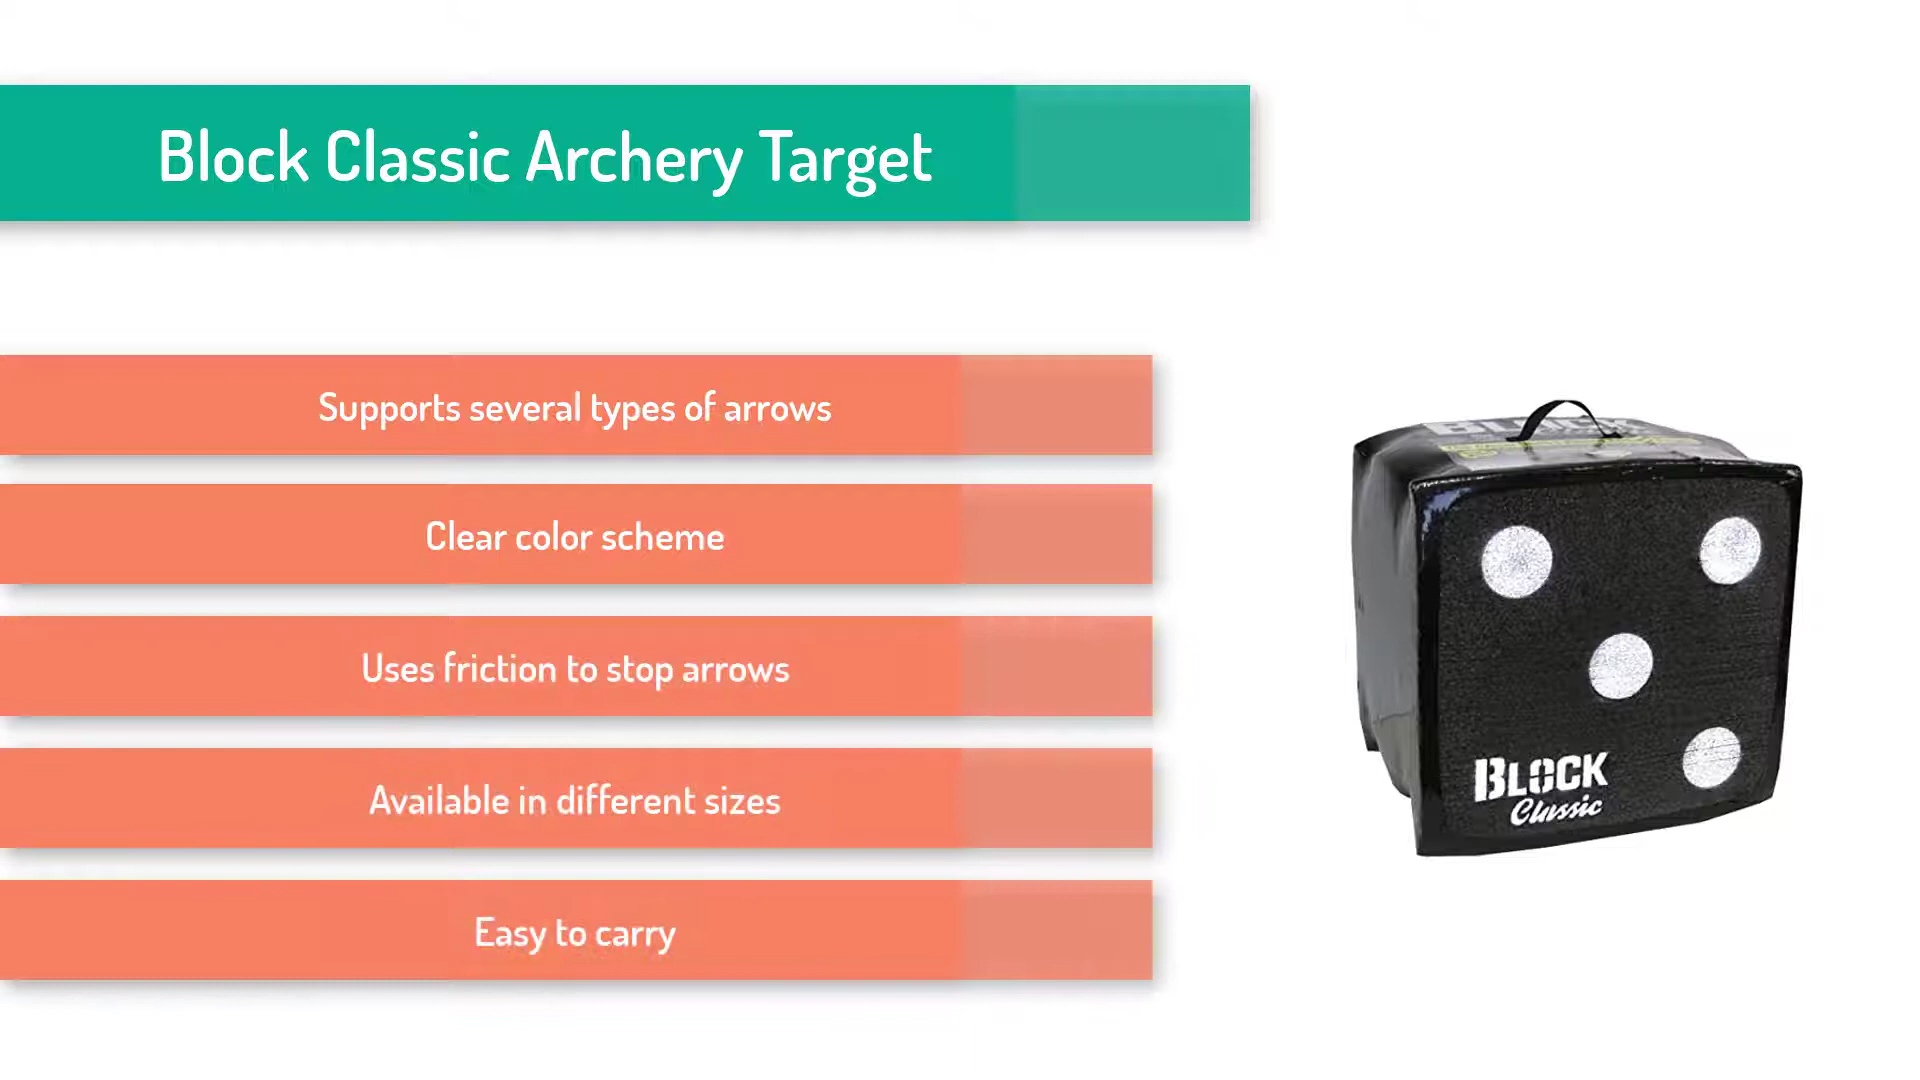 Block Classic Archery Target
Supports several types of arrows
Clear color scheme
Uses friction to stop arrows
Available in different sizes
Easy to carry
BLOCK
BLOCK
Classic